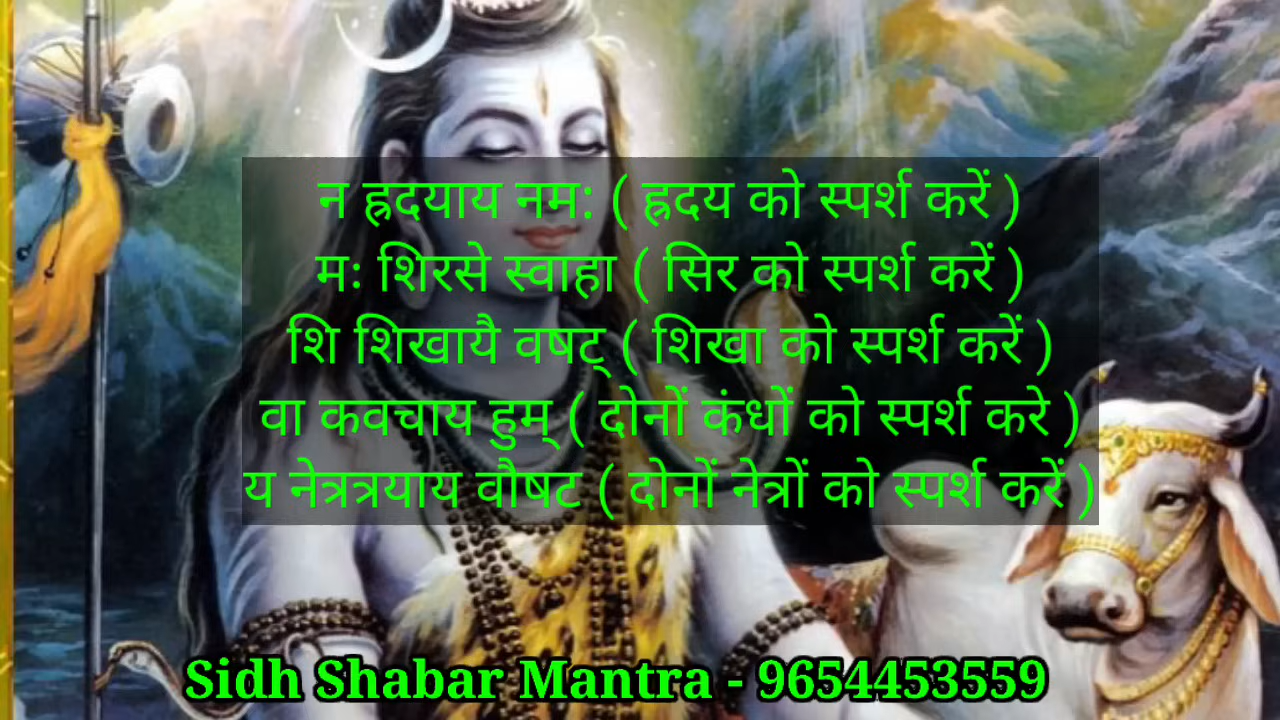 न ह्रदयाय नम: ( ह्रदय को स्पर्श करें )
मः शिरसे स्वाहा ( सिर को स्पर्श करें )
शि शिखायै वषट् ( शिखा को स्पर्श करें )
वा कवचाय हुम् ( दोनों कंधों को स्पर्श करे )
य नेत्रत्रयाय वौषट ( दोनों नेत्रों को स्पर्श करें )
Sidh Shabar Mantra - 9654453559